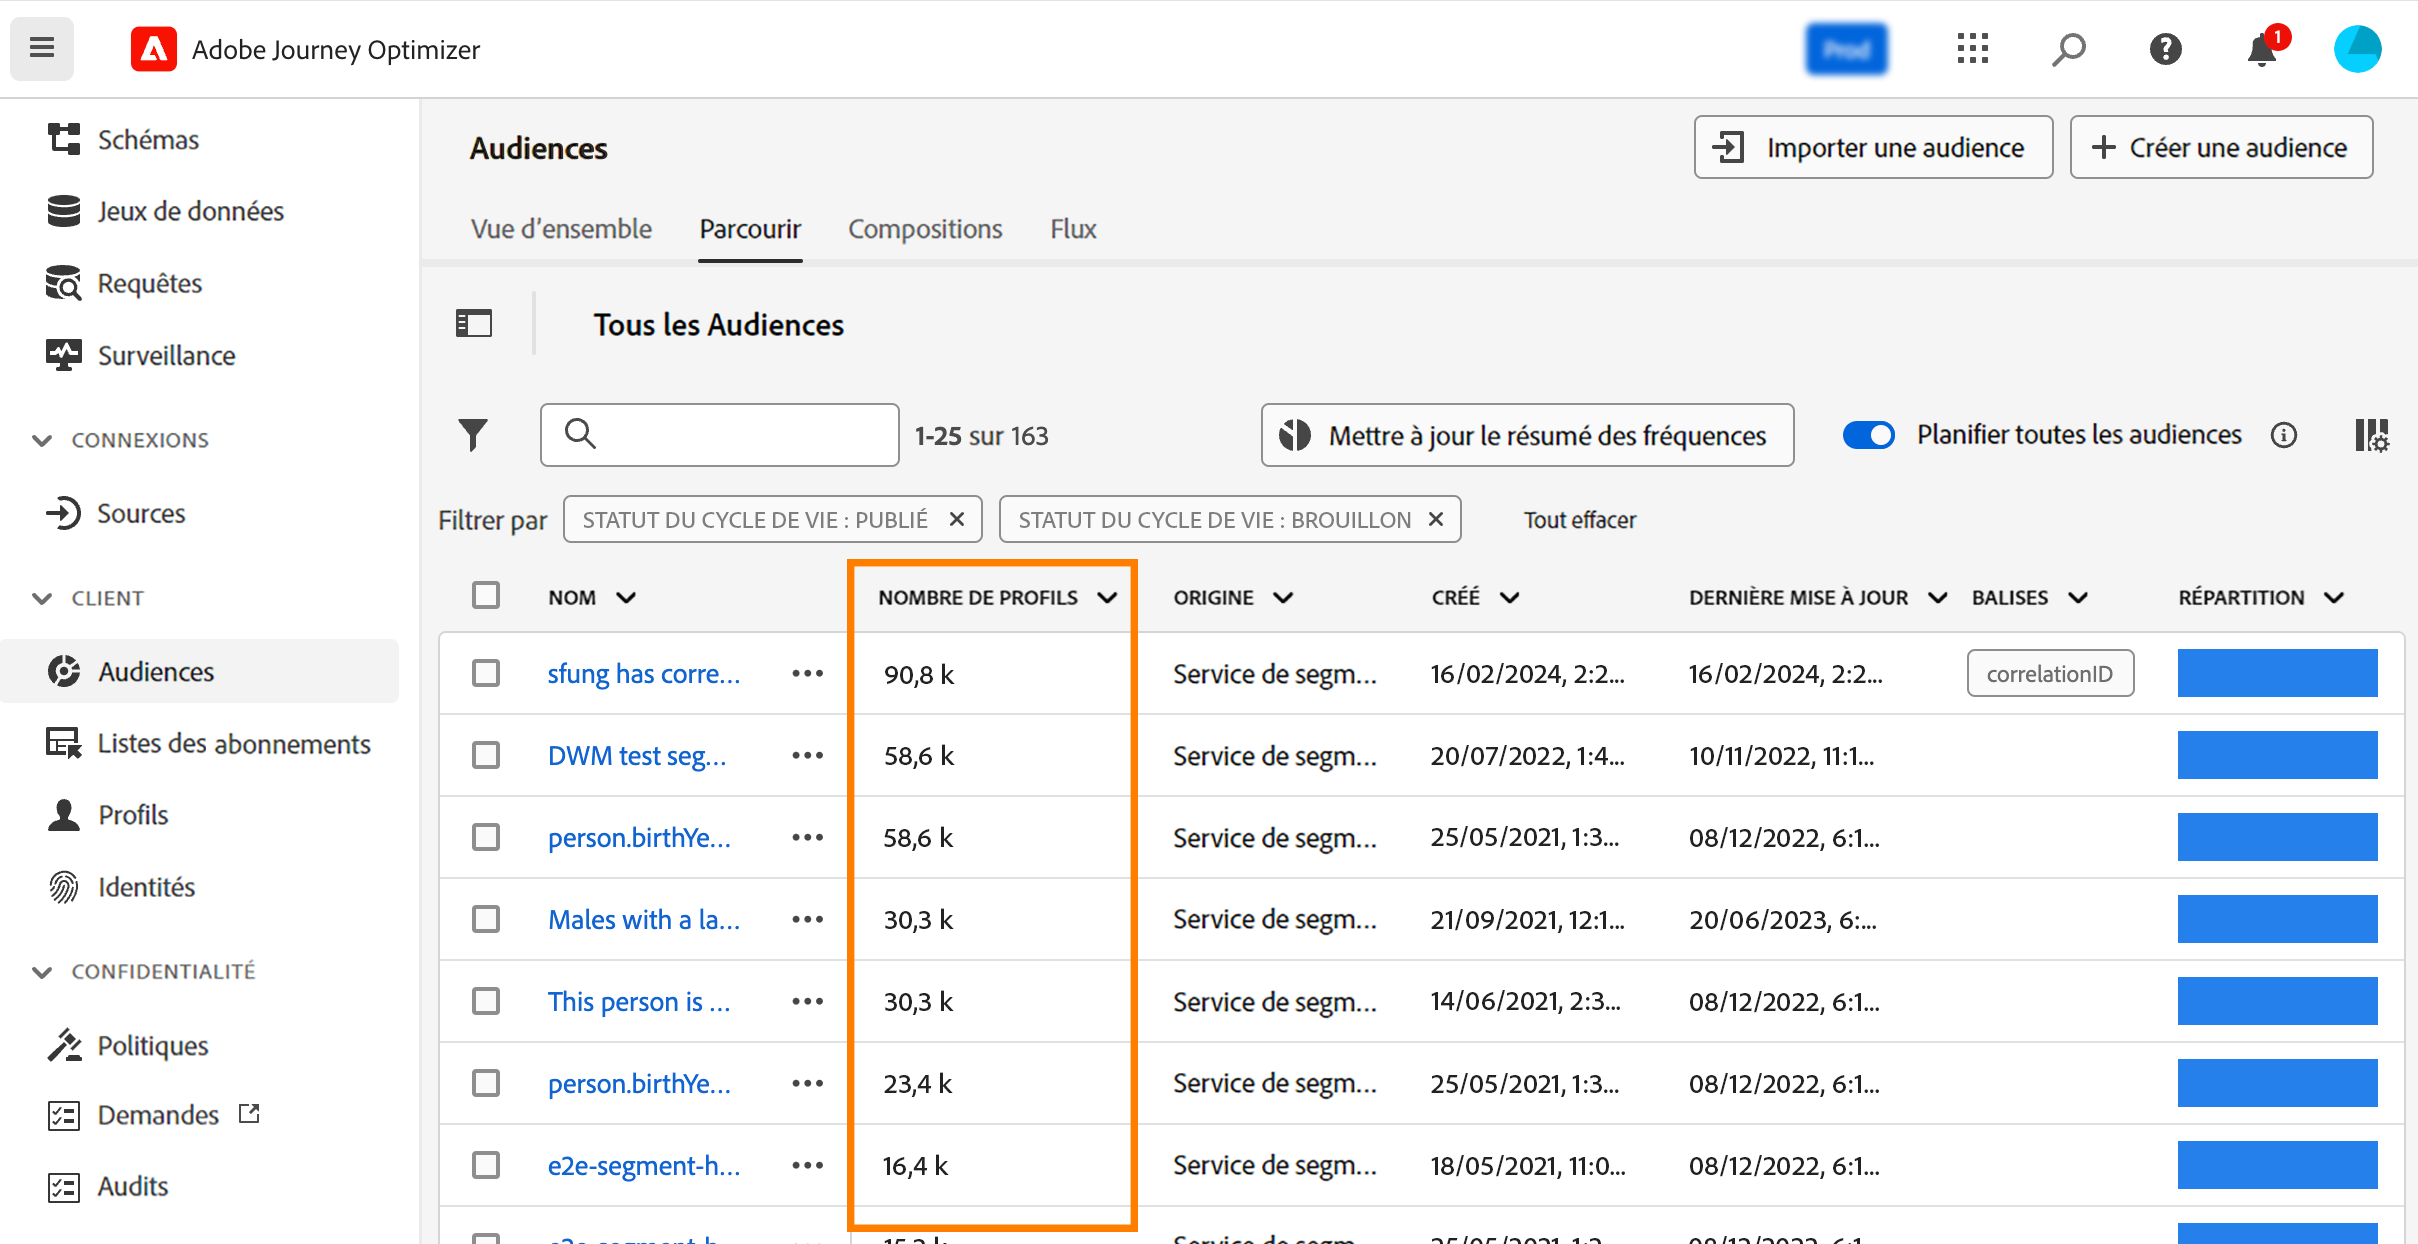 Adobe Journey Optimizer
Prod
1
Schémas
Jeux de données
Requêtes
Surveillance
CONNEXIONS
Sources
CLIENT
Audiences
Listes des abonnements
Profils
Identités
CONFIDENTIALITÉ
Politiques
Demandes
Audits
Audiences
Importer une audience
Créer une audience
Vue d'ensemble Parcourir Compositions Flux
Tous les Audiences
1-25 sur 163
Mettre à jour le résumé des fréquences
Planifier toutes les audiences
Filtrer par STATUT DU CYCLE DE VIE : PUBLIÉ STATUT DU CYCLE DE VIE : BROUILLON Tout effacer
NOM NOMBRE DE PROFILS ORIGINE CRÉÉ DERNIÈRE MISE À JOUR BALISES RÉPARTITION
sfung has corre... 90,8 k Service de segm... 16/02/2024, 2:2... 16/02/2024, 2:2... correlationID
DWM test seg... 58,6 k Service de segm... 20/07/2022, 1:4... 10/11/2022, 11:1...
person.birthYe... 58,6 k Service de segm... 25/05/2021, 1:3... 08/12/2022, 6:1...
Males with a la... 30,3 k Service de segm... 21/09/2021, 12:1... 20/06/2023, 6:...
This person is ... 30,3 k Service de segm... 14/06/2021, 2:3... 08/12/2022, 6:1...
person.birthYe... 23,4 k Service de segm... 25/05/2021, 1:3... 08/12/2022, 6:1...
e2e-segment-h... 16,4 k Service de segm... 18/05/2021, 11:0... 08/12/2022, 6:1...